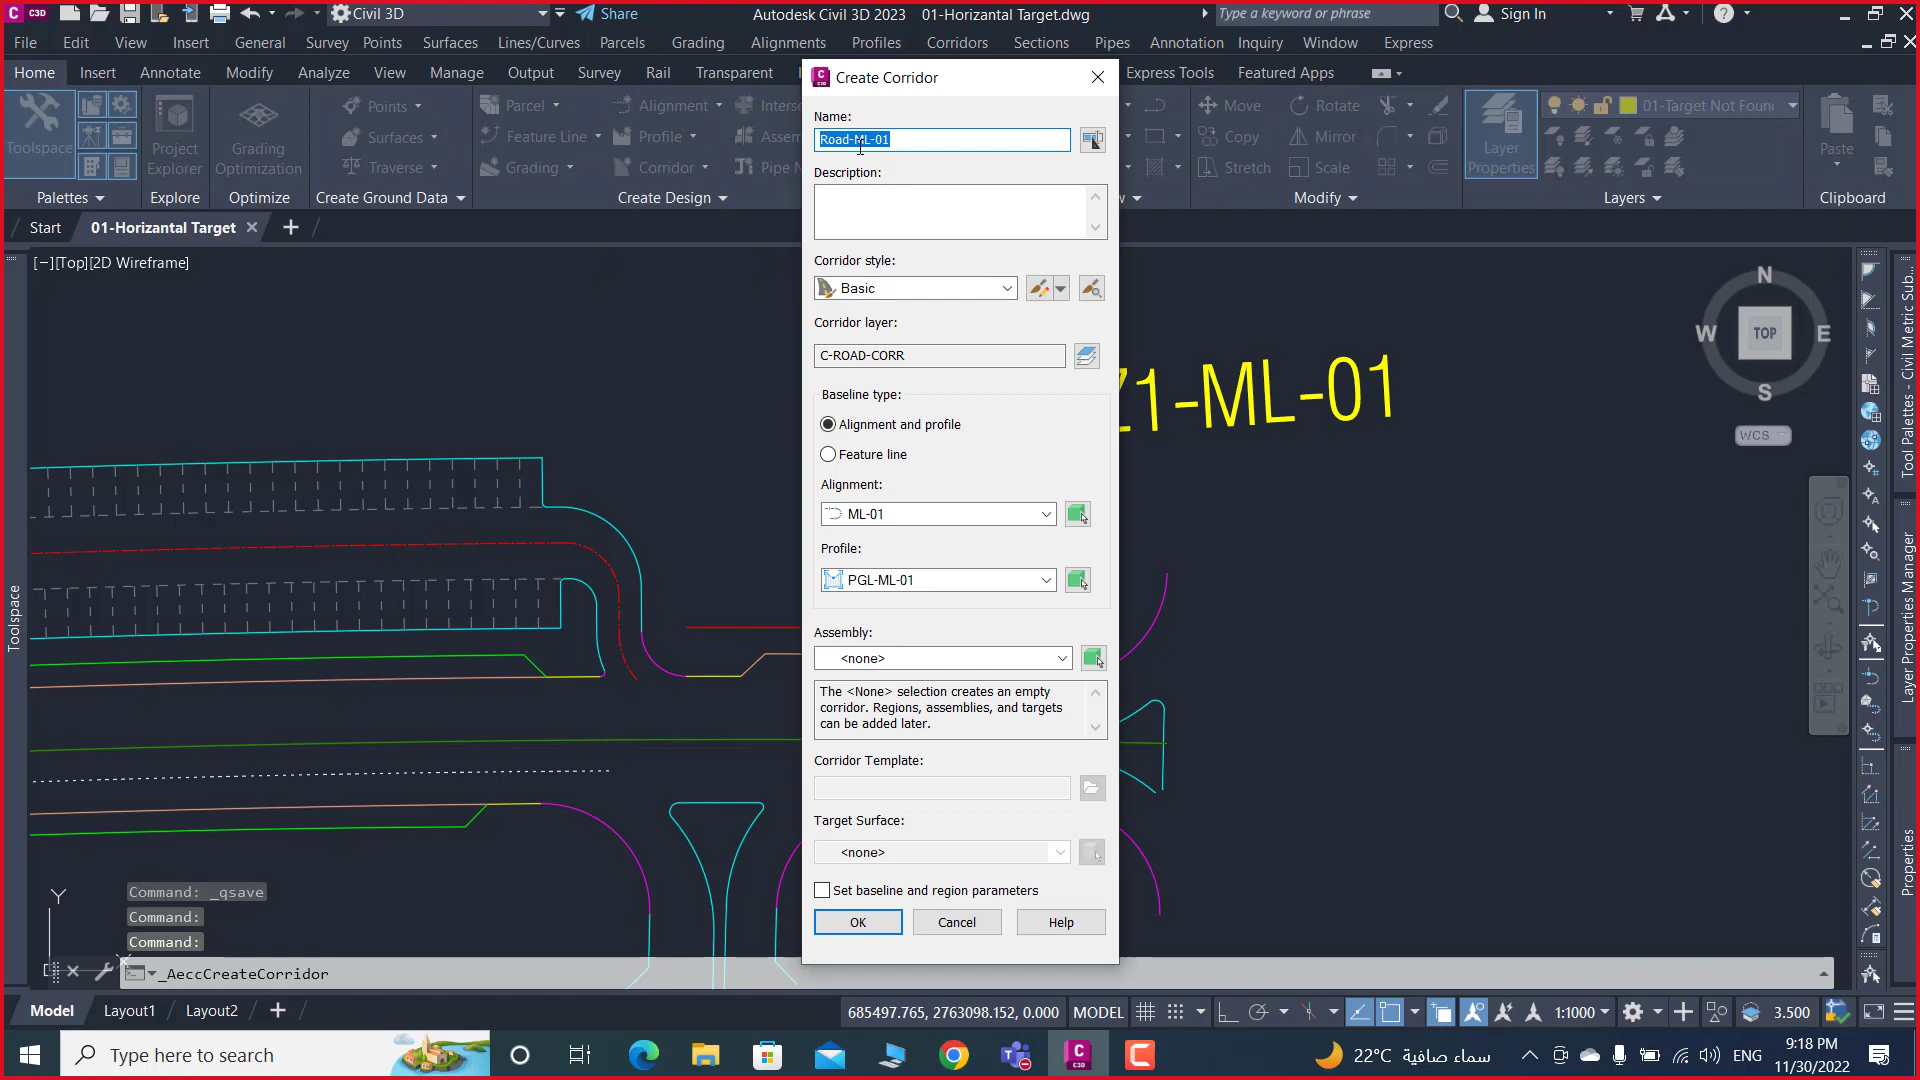 C C3D Civil 3D Share Autodesk Civil 3D 2023 01-Horizantal Target.dwg Type a keyword or phrase Sign In
File Edit View Insert General Survey Points Surfaces Lines/Curves Parcels Grading Alignments Profiles Corridors Sections Pipes Annotation Inquiry Window Express
Home Insert Annotate Modify Analyze View Manage Output Survey Rail Transparent Express Tools Featured Apps
Toolspace
Project Explorer
Grading Optimization
Points
Surfaces
Traverse
Parcel
Feature Line
Grading
Alignment
Profile
Corridor
Move Rotate
Copy Mirror
Stretch Scale
Layer Properties
01-Target Not Foun
Paste
Palettes Explore Optimize Create Ground Data Create Design Modify Layers Clipboard
Start 01-Horizantal Target
[−][Top][2D Wireframe]
Create Corridor
Name:
Road-ML-01
Description:
Corridor style:
Basic
Corridor layer:
C-ROAD-CORR
Baseline type:
Alignment and profile
Feature line
Alignment:
ML-01
Profile:
PGL-ML-01
Assembly:
<none>
The <None> selection creates an empty
corridor. Regions, assemblies, and targets
can be added later.
Corridor Template:
Target Surface:
<none>
Set baseline and region parameters
OK Cancel Help
Z1-ML-01
N
W TOP E
S
WCS
Toolspace
Tool Palettes - Civil Metric Sub...
Layer Properties Manager
Properties
Y
Command: _qsave
Command:
Command:
_AeccCreateCorridor
Model Layout1 Layout2
685497.765, 2763098.152, 0.000 MODEL 1:1000 3.500
Type here to search
22°C سماء صافية ENG
9:18 PM
11/30/2022